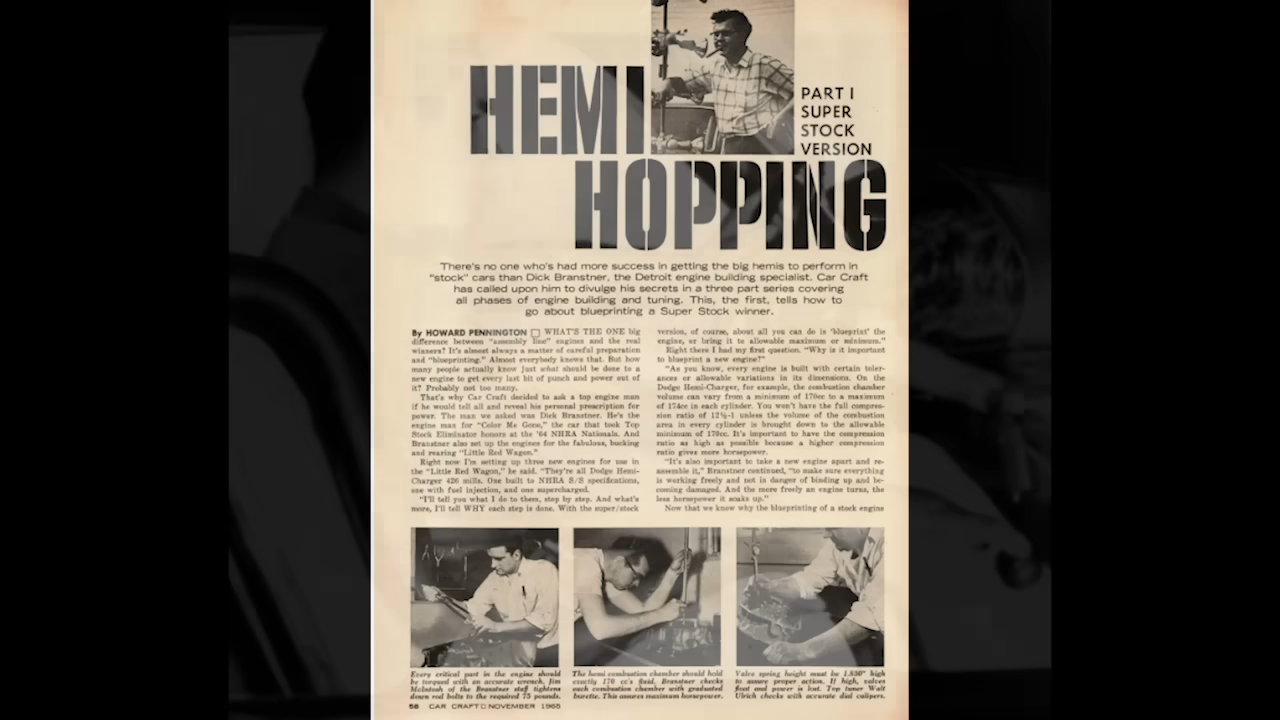 HEMI
HOPPING
PART I
SUPER
STOCK
VERSION
There's no one who's had more success in getting the big hemis to perform in
"stock" cars than Dick Branstner, the Detroit engine building specialist. Car Craft
has called upon him to divulge his secrets in a three part series covering
all phases of engine building and tuning. This, the first, tells how to
go about blueprinting a Super Stock winner.
By HOWARD PENNINGTON □ WHAT'S THE ONE big
difference between "assembly line" engines and the real
winners? It's almost always a matter of careful preparation
and "blueprinting." Almost everybody knows that. But how
many people actually know just what should be done to a
new engine to get every last bit of punch and power out of
it? Probably not too many.
That's why Car Craft decided to ask a top engine man
if he would tell all and reveal his personal prescription for
power. The man we asked was Dick Branstner. He's the
engine man for "Color Me Gone," the car that took Top
Stock Eliminator honors at the '64 NHRA Nationals. And
Branstner also set up the engines for the fabulous, bucking
and rearing "Little Red Wagon."
Right now I'm setting up three new engines for use in
the "Little Red Wagon," he said. "They're all Dodge Hemi-
Charger 426 mills. One built to NHRA S/S specifications,
one with fuel injection, and one supercharged.
"I'll tell you what I do to them, step by step. And what's
more, I'll tell WHY each step is done. With the super/stock
version, of course, about all you can do is 'blueprint' the
engine, or bring it to allowable maximum or minimum."
Right there I had my first question. "Why is it important
to blueprint a new engine?"
"As you know, every engine is built with certain toler-
ances or allowable variations in its dimensions. On the
Dodge Hemi-Charger, for example, the combustion chamber
volume can vary from a minimum of 170cc to a maximum
of 174cc in each cylinder. You won't have the full compres-
sion ratio of 12½-1 unless the volume of the combustion
area in every cylinder is brought down to the allowable
minimum of 170cc. It's important to have the compression
ratio as high as possible because a higher compression
ratio gives more horsepower.
"It's also important to take a new engine apart and re-
assemble it," Branstner continued, "to make sure everything
is working freely and not in danger of binding up and be-
coming damaged. And the more freely an engine turns, the
less horsepower it soaks up."
Now that we know why the blueprinting of a stock engine
Every critical part in the engine should
be torqued with an accurate wrench. Jim
McIntosh of the Branstner staff tightens
down rod bolts to the required 75 pounds.
The hemi combustion chamber should hold
exactly 170 cc's fluid. Branstner checks
each combustion chamber with graduated
burette. This assures maximum horsepower.
Valve spring height must be 1.830" high
to assure proper action. If high, valves
float and power is lost. Top tuner Walt
Ulrich checks with accurate dial calipers.
58 CAR CRAFT □ NOVEMBER 1965